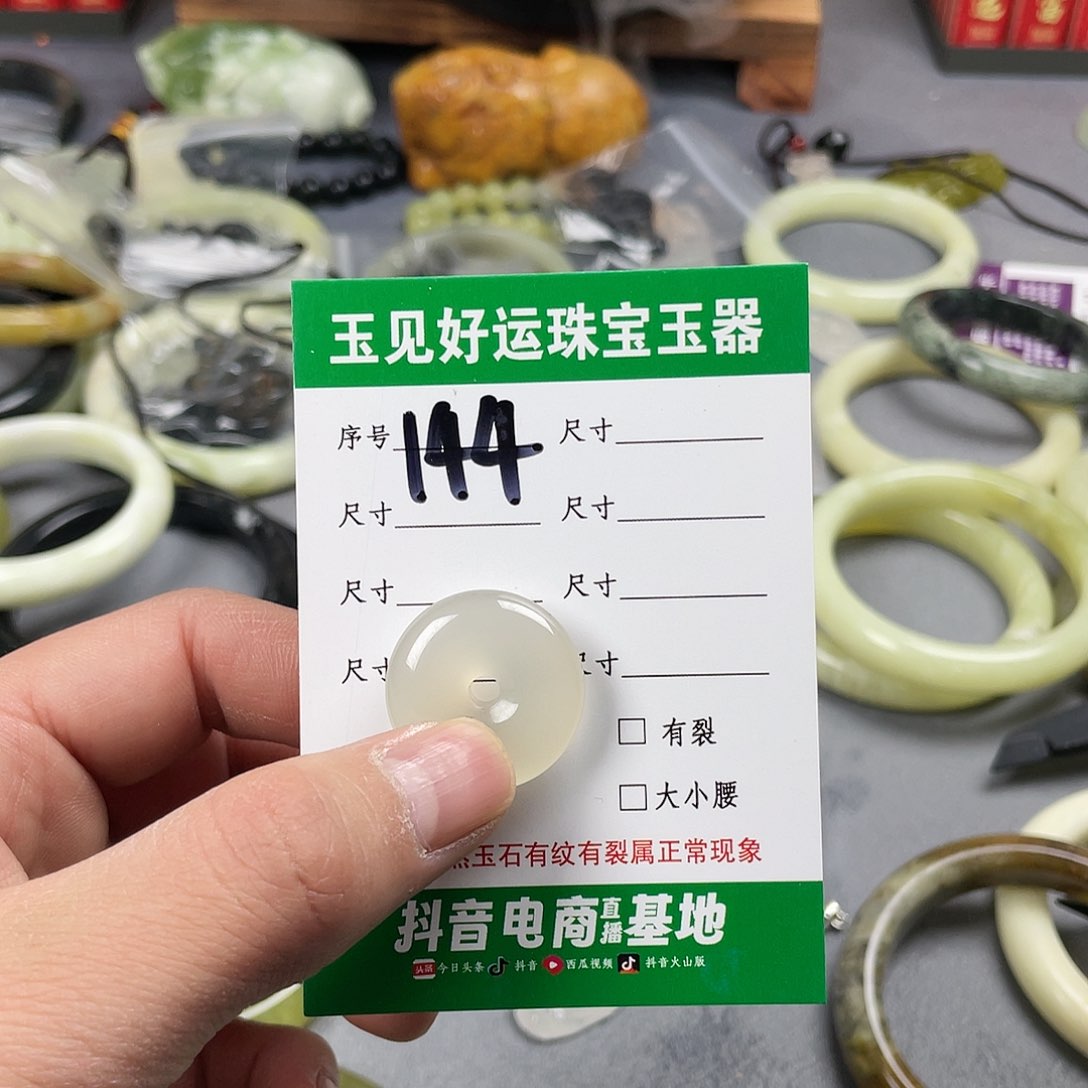 玉见好运珠宝玉器
序号 144 尺寸
尺寸 尺寸
尺寸 尺寸
尺寸 尺寸
□ 有裂
□ 大小腰
玉石有纹有裂属正常现象
抖音电商直播基地
头条 今日头条 抖音 西瓜视频 抖音火山版